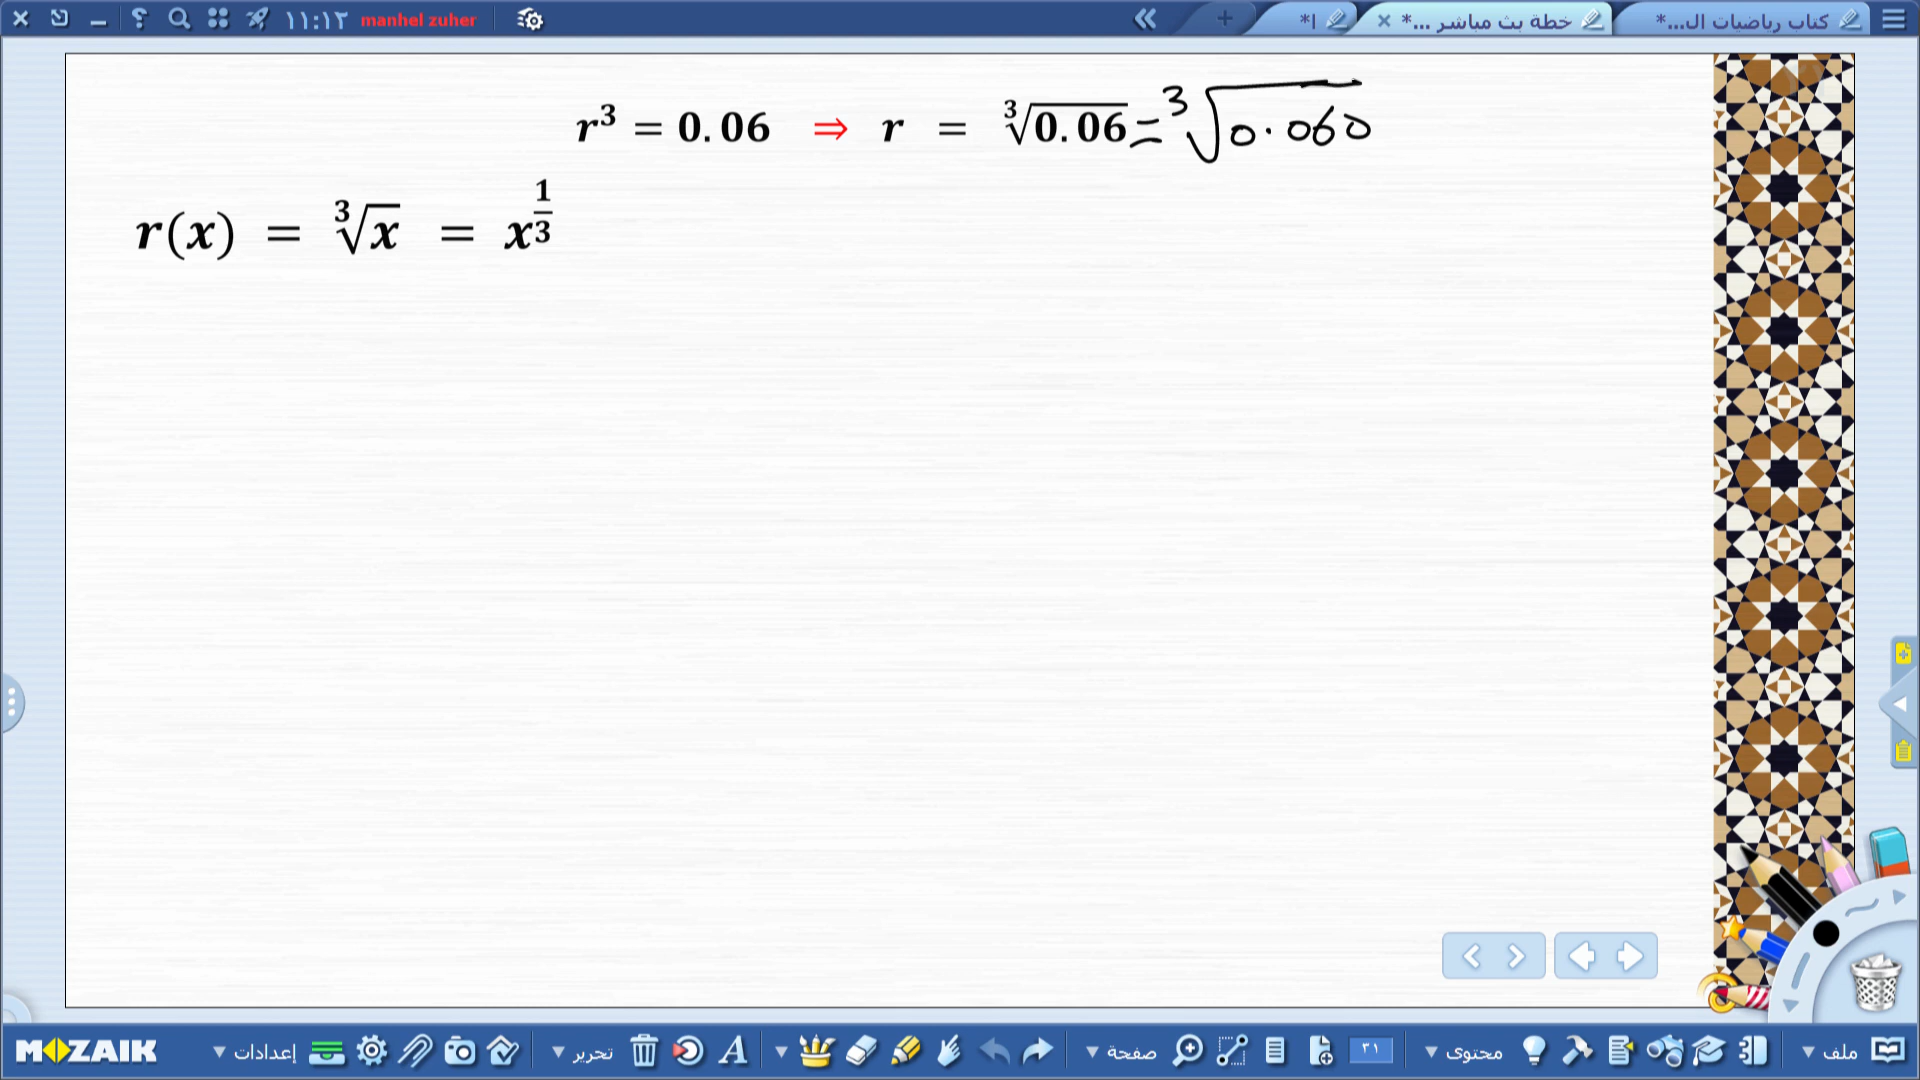 ١١:١٢ manhel zuher
ا*
خطة بث مباشر ...*
كتاب رياضيات ال...*
r³ = 0.06 ⇒ r = ∛0.06 = ∛0.060
r(x) = ∛x = x^(1/3)
MOZAIK
إعدادات
تحرير
صفحة
٣١
محتوى
ملف